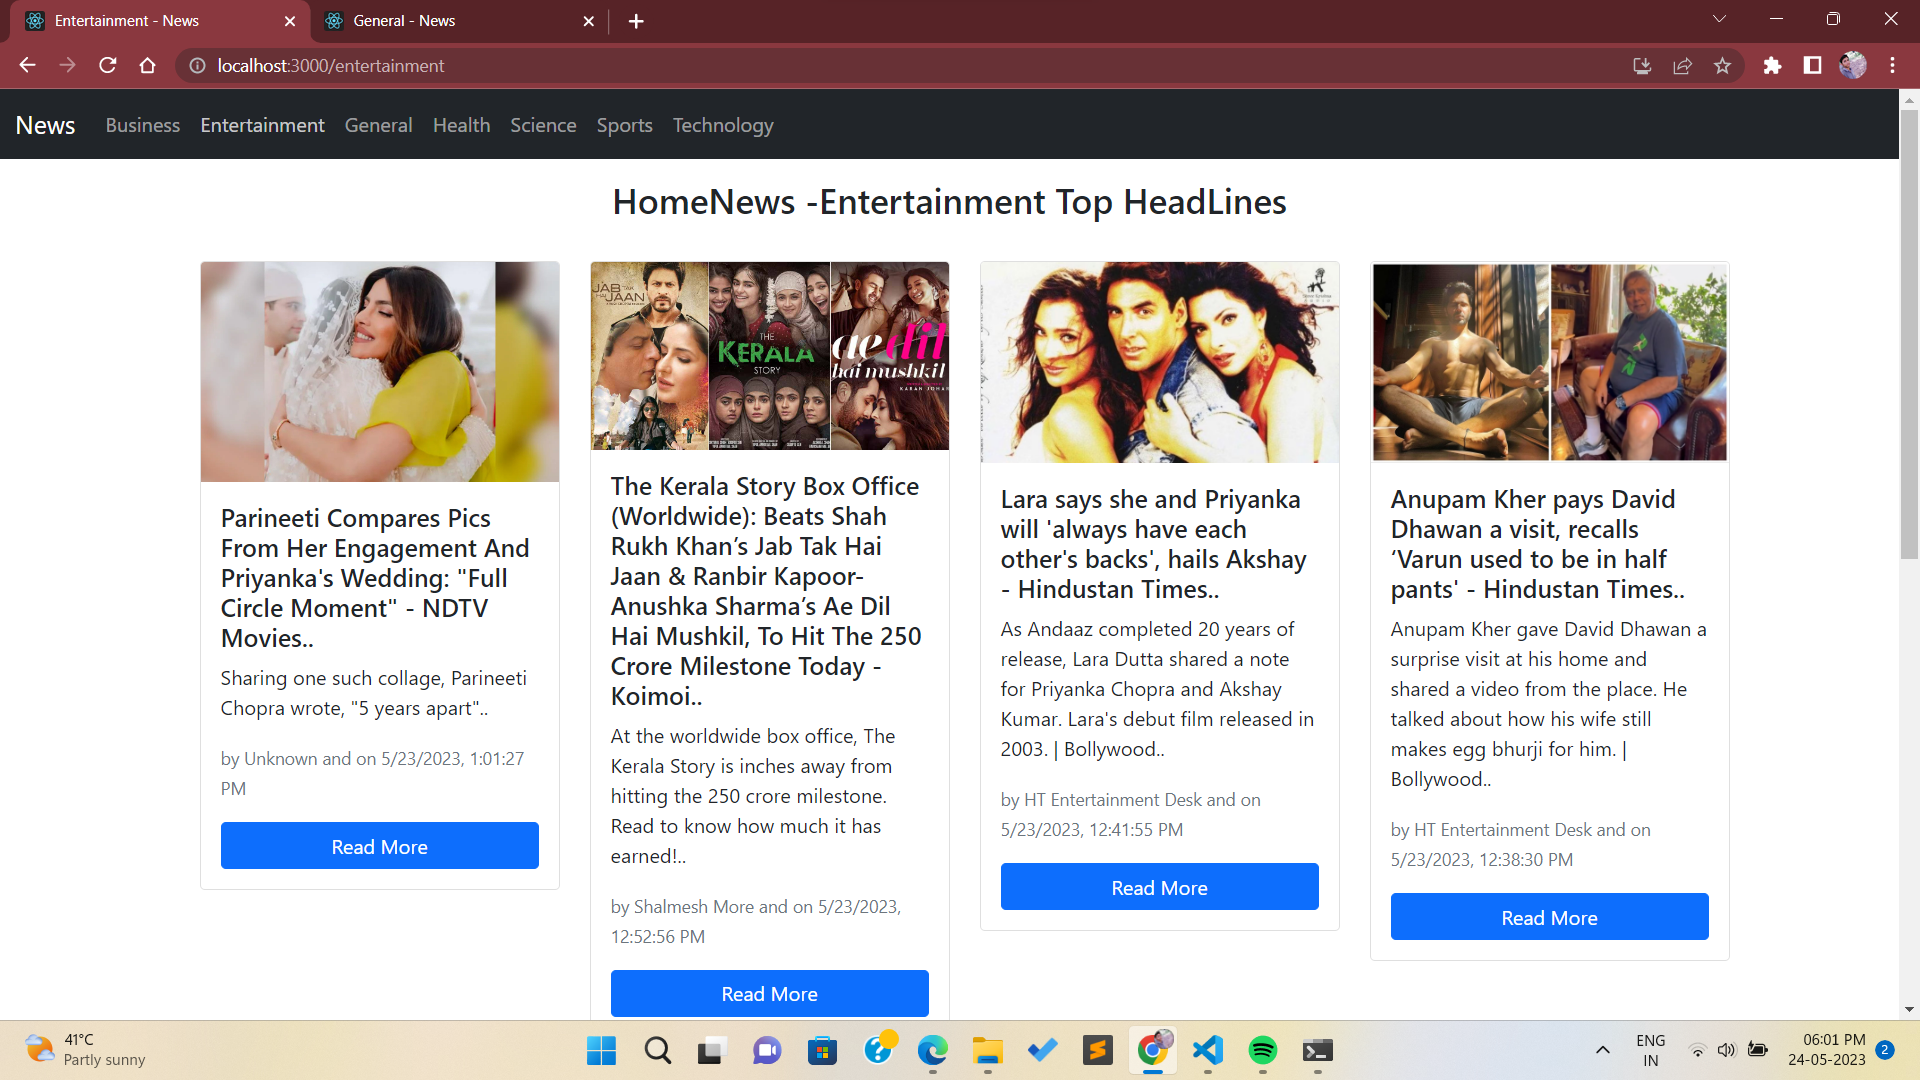 Entertainment - News
General - News
localhost:3000/entertainment
News Business Entertainment General Health Science Sports Technology
HomeNews -Entertainment Top HeadLines
Parineeti Compares Pics
From Her Engagement And
Priyanka's Wedding: "Full
Circle Moment" - NDTV
Movies..
Sharing one such collage, Parineeti
Chopra wrote, "5 years apart"..
by Unknown and on 5/23/2023, 1:01:27
PM
Read More
JAB TAK
HAI JAAN
THE
KERALA
STORY
ae dil
hai mushkil
KARAN JOHAR
The Kerala Story Box Office
(Worldwide): Beats Shah
Rukh Khan’s Jab Tak Hai
Jaan & Ranbir Kapoor-
Anushka Sharma’s Ae Dil
Hai Mushkil, To Hit The 250
Crore Milestone Today -
Koimoi..
At the worldwide box office, The
Kerala Story is inches away from
hitting the 250 crore milestone.
Read to know how much it has
earned!..
by Shalmesh More and on 5/23/2023,
12:52:56 PM
Read More
Lara says she and Priyanka
will 'always have each
other's backs', hails Akshay
- Hindustan Times..
As Andaaz completed 20 years of
release, Lara Dutta shared a note
for Priyanka Chopra and Akshay
Kumar. Lara's debut film released in
2003. | Bollywood..
by HT Entertainment Desk and on
5/23/2023, 12:41:55 PM
Read More
Anupam Kher pays David
Dhawan a visit, recalls
‘Varun used to be in half
pants' - Hindustan Times..
Anupam Kher gave David Dhawan a
surprise visit at his home and
shared a video from the place. He
talked about how his wife still
makes egg bhurji for him. |
Bollywood..
by HT Entertainment Desk and on
5/23/2023, 12:38:30 PM
Read More
41°C
Partly sunny
ENG
IN
06:01 PM
24-05-2023
2